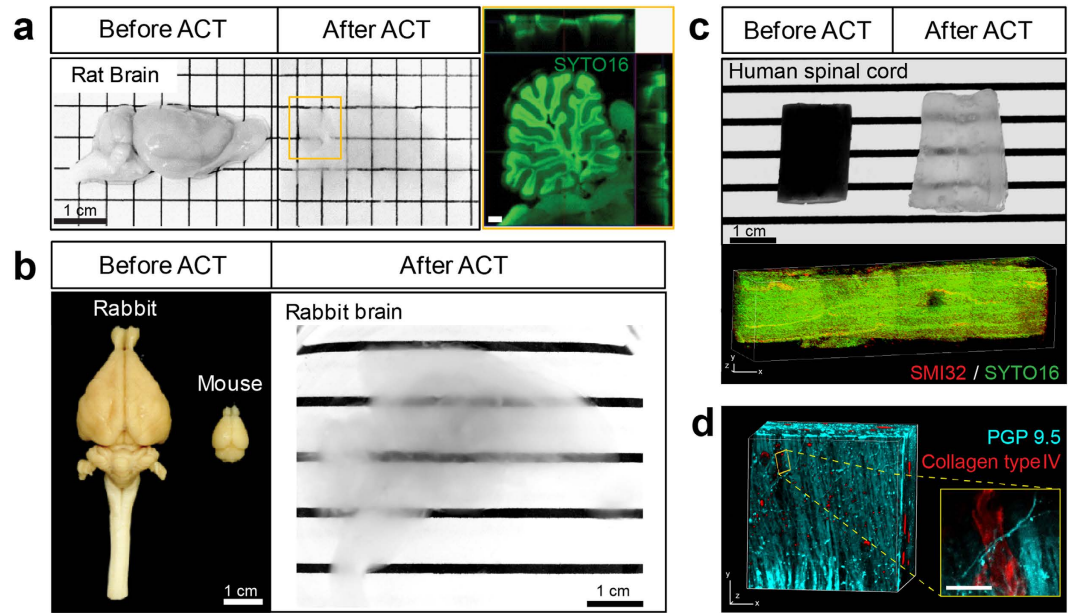 a
Before ACT
After ACT
Rat Brain
1 cm
SYTO16
b
Before ACT
After ACT
Rabbit
Mouse
1 cm
Rabbit brain
1 cm
c
Before ACT
After ACT
Human spinal cord
1 cm
y
z
x
SMI32 / SYTO16
d
PGP 9.5
Collagen type IV
y
z
x